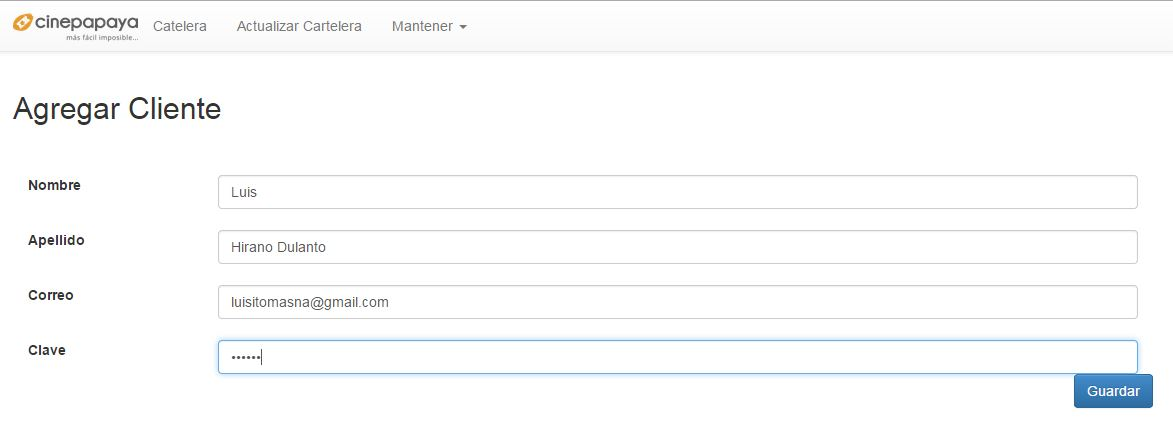 cinepapaya Catelera Actualizar Cartelera Mantener
más fácil imposible...
Agregar Cliente
Nombre Luis
Apellido Hirano Dulanto
Correo luisitomasna@gmail.com
Clave ••••••
Guardar